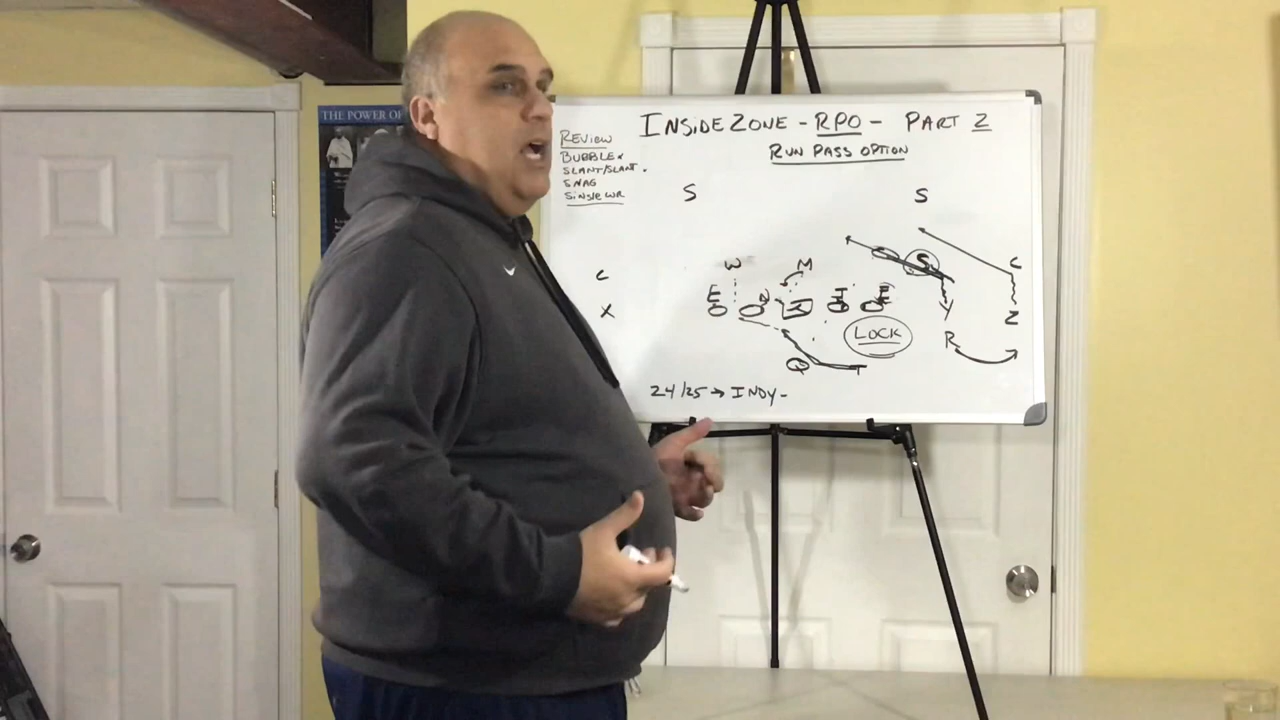 THE POWER OF
INSIDE ZONE - RPO - PART 2
RUN PASS OPTION
REVIEW
BUBBLE
SLANT/SLANT.
SNAG
SINGLE WR
S S
W M S C
C
E N T E
X Y Z
LOCK R
Q T
24/25 → INDY -